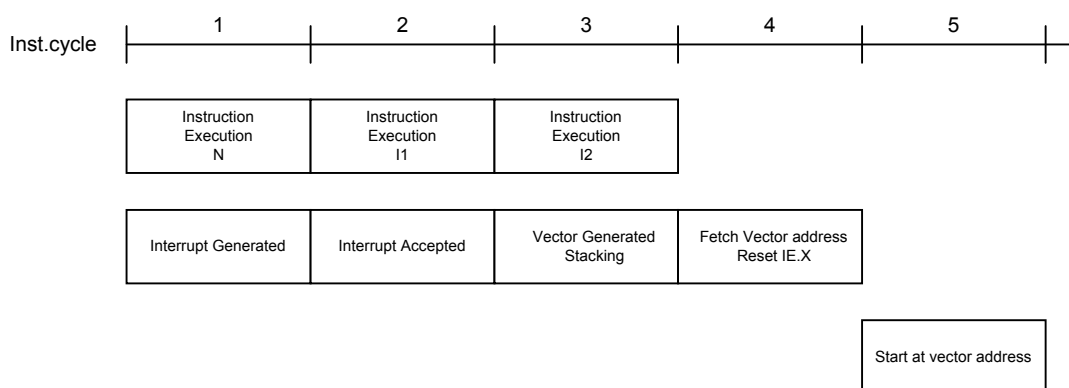 1 2 3 4 5
Inst.cycle
Instruction
Execution
N
Instruction
Execution
I1
Instruction
Execution
I2
Interrupt Generated
Interrupt Accepted
Vector Generated
Stacking
Fetch Vector address
Reset IE.X
Start at vector address